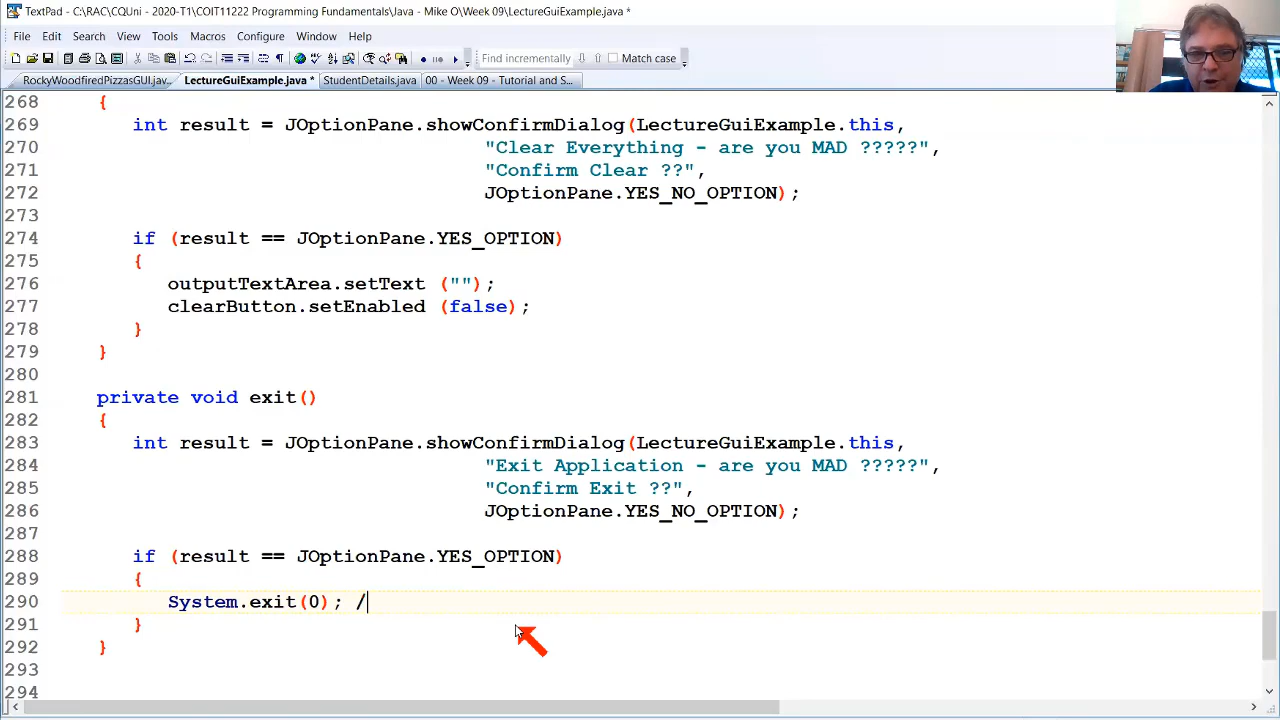 TextPad - C:\RAC\CQUni - 2020-T1\COIT11222 Programming Fundamentals\Java - Mike O\Week 09\LectureGuiExample.java *
File Edit Search View Tools Macros Configure Window Help
Find incrementally Match case
RockyWoodfiredPizzasGUI.jav... LectureGuiExample.java * StudentDetails.java 00 - Week 09 - Tutorial and S...
268 {
269 int result = JOptionPane.showConfirmDialog(LectureGuiExample.this,
270 "Clear Everything - are you MAD ?????",
271 "Confirm Clear ??",
272 JOptionPane.YES_NO_OPTION);
273
274 if (result == JOptionPane.YES_OPTION)
275 {
276 outputTextArea.setText ("");
277 clearButton.setEnabled (false);
278 }
279 }
280
281 private void exit()
282 {
283 int result = JOptionPane.showConfirmDialog(LectureGuiExample.this,
284 "Exit Application - are you MAD ?????",
285 "Confirm Exit ??",
286 JOptionPane.YES_NO_OPTION);
287
288 if (result == JOptionPane.YES_OPTION)
289 {
290 System.exit(0); /
291 }
292 }
293
294